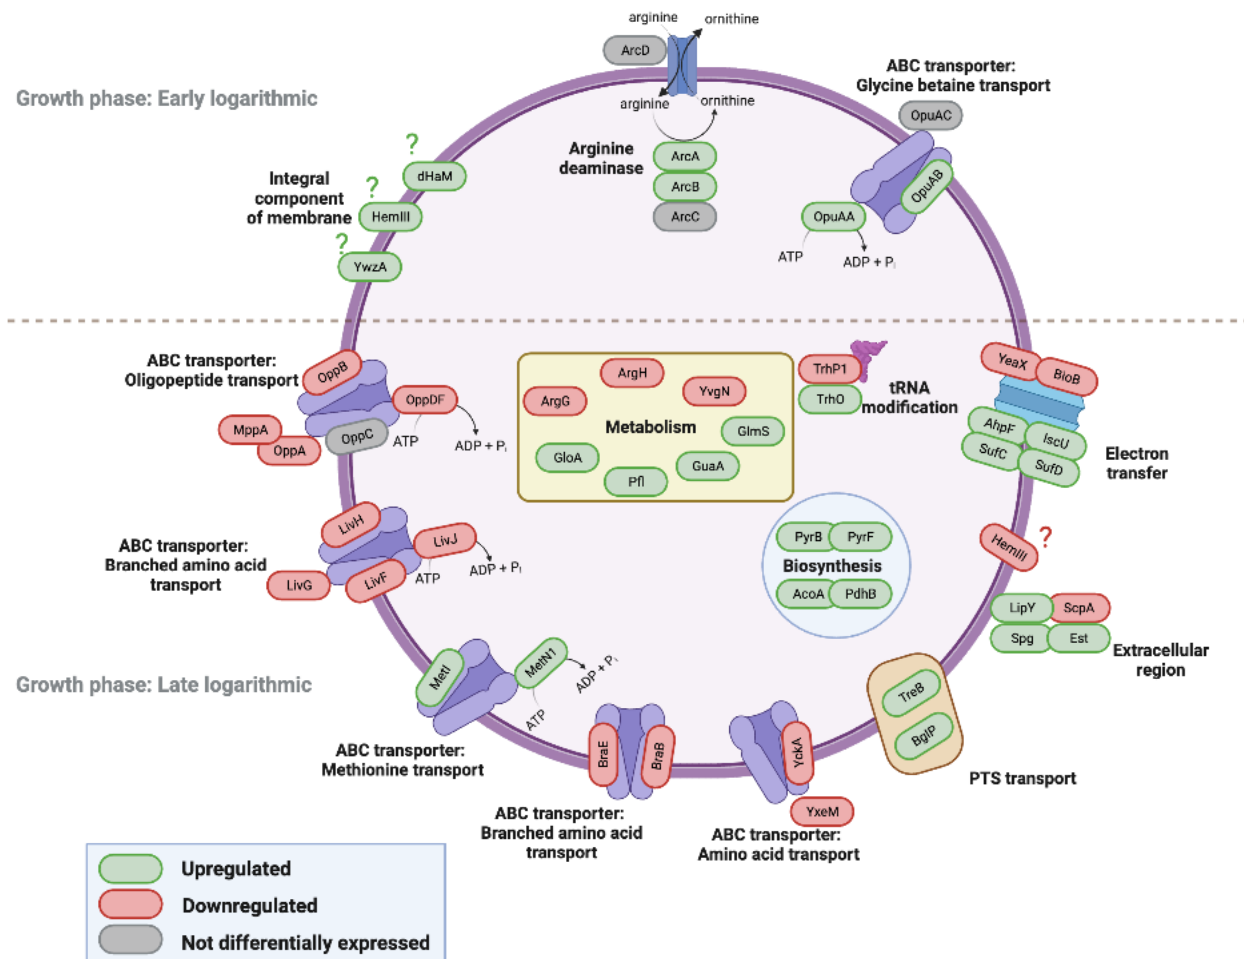 arginine
ornithine
ArcD
arginine
ornithine
Arginine
deaminase
ArcA
ArcB
ArcC
ABC transporter:
Glycine betaine transport
OpuAC
OpuAB
OpuAA
ATP
ADP + Pi
Growth phase: Early logarithmic
?
dHaM
Integral
component
of membrane
?
HemIII
?
YwzA
ABC transporter:
Oligopeptide transport
OppB
OppDF
MppA
OppA
OppC
ATP
ADP + Pi
ArgH
ArgG
YvgN
Metabolism
GlmS
GloA
GuaA
Pfl
TrhP1
TrhO
tRNA
modification
YeaX
BioB
AhpF
IscU
SufC
SufD
Electron
transfer
ABC transporter:
Branched amino acid
transport
LivH
LivJ
LivG
LivF
ATP
ADP + Pi
PyrB
PyrF
Biosynthesis
AcoA
PdhB
HemIII
?
LipY
ScpA
Spg
Est
Extracellular
region
Growth phase: Late logarithmic
MetI
MetN1
ATP
ADP + Pi
ABC transporter:
Methionine transport
BraE
BraB
ABC transporter:
Branched amino acid
transport
YckA
YxeM
ABC transporter:
Amino acid transport
TreB
BglP
PTS transport
Upregulated
Downregulated
Not differentially expressed